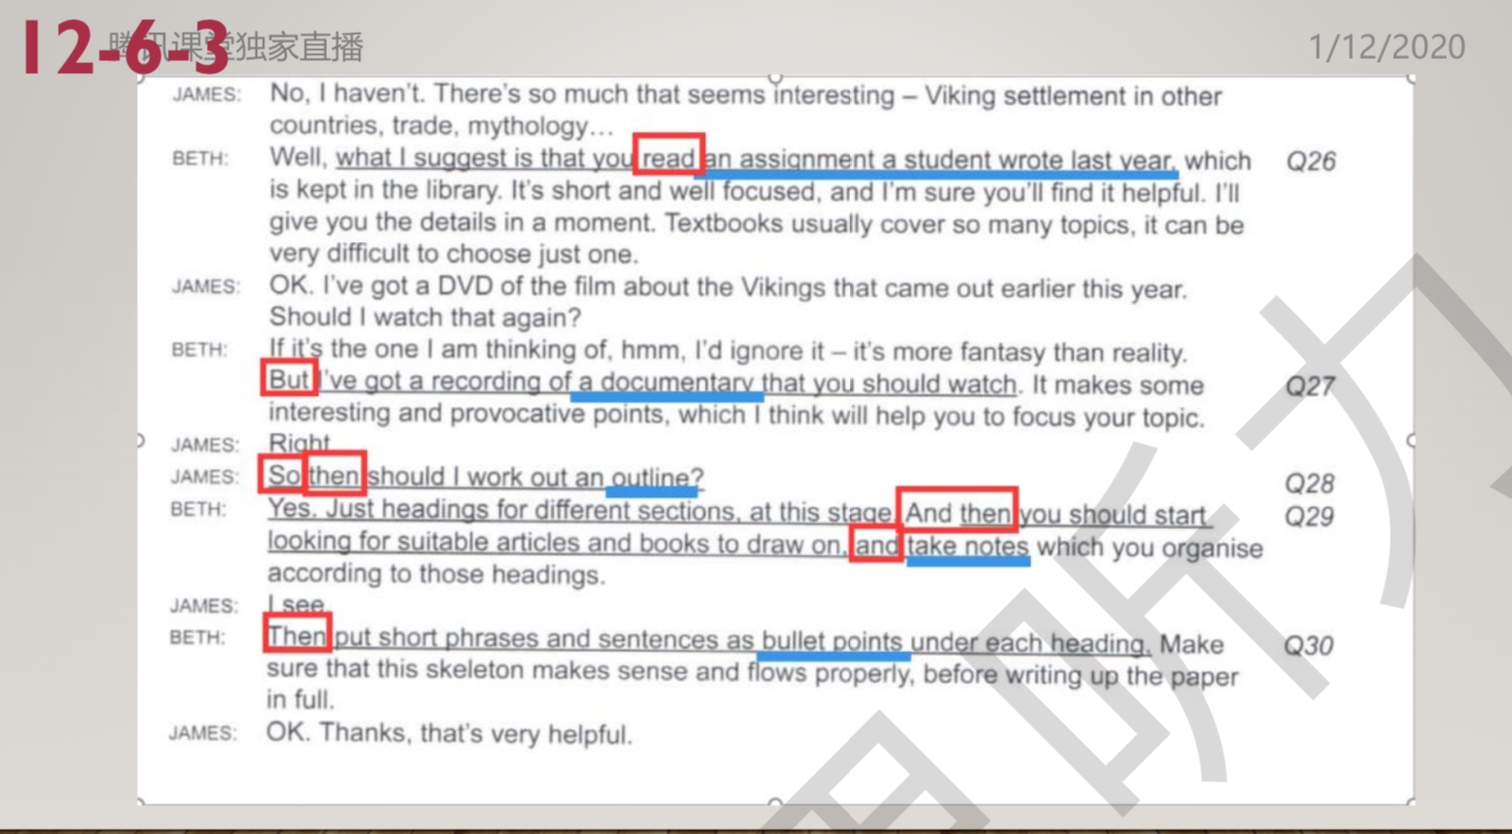 12-6-3
腾讯课堂独家直播
1/12/2020
JAMES: No, I haven't. There's so much that seems interesting – Viking settlement in other
countries, trade, mythology…
BETH: Well, what I suggest is that you read an assignment a student wrote last year, which Q26
is kept in the library. It's short and well focused, and I'm sure you'll find it helpful. I'll
give you the details in a moment. Textbooks usually cover so many topics, it can be
very difficult to choose just one.
JAMES: OK. I've got a DVD of the film about the Vikings that came out earlier this year.
Should I watch that again?
BETH: If it's the one I am thinking of, hmm, I'd ignore it – it's more fantasy than reality.
But I've got a recording of a documentary that you should watch. It makes some Q27
interesting and provocative points, which I think will help you to focus your topic.
JAMES: Right
JAMES: So then should I work out an outline? Q28
BETH: Yes. Just headings for different sections, at this stage. And then you should start Q29
looking for suitable articles and books to draw on, and take notes which you organise
according to those headings.
JAMES: I see.
BETH: Then put short phrases and sentences as bullet points under each heading. Make Q30
sure that this skeleton makes sense and flows properly, before writing up the paper
in full.
JAMES: OK. Thanks, that's very helpful.
听力